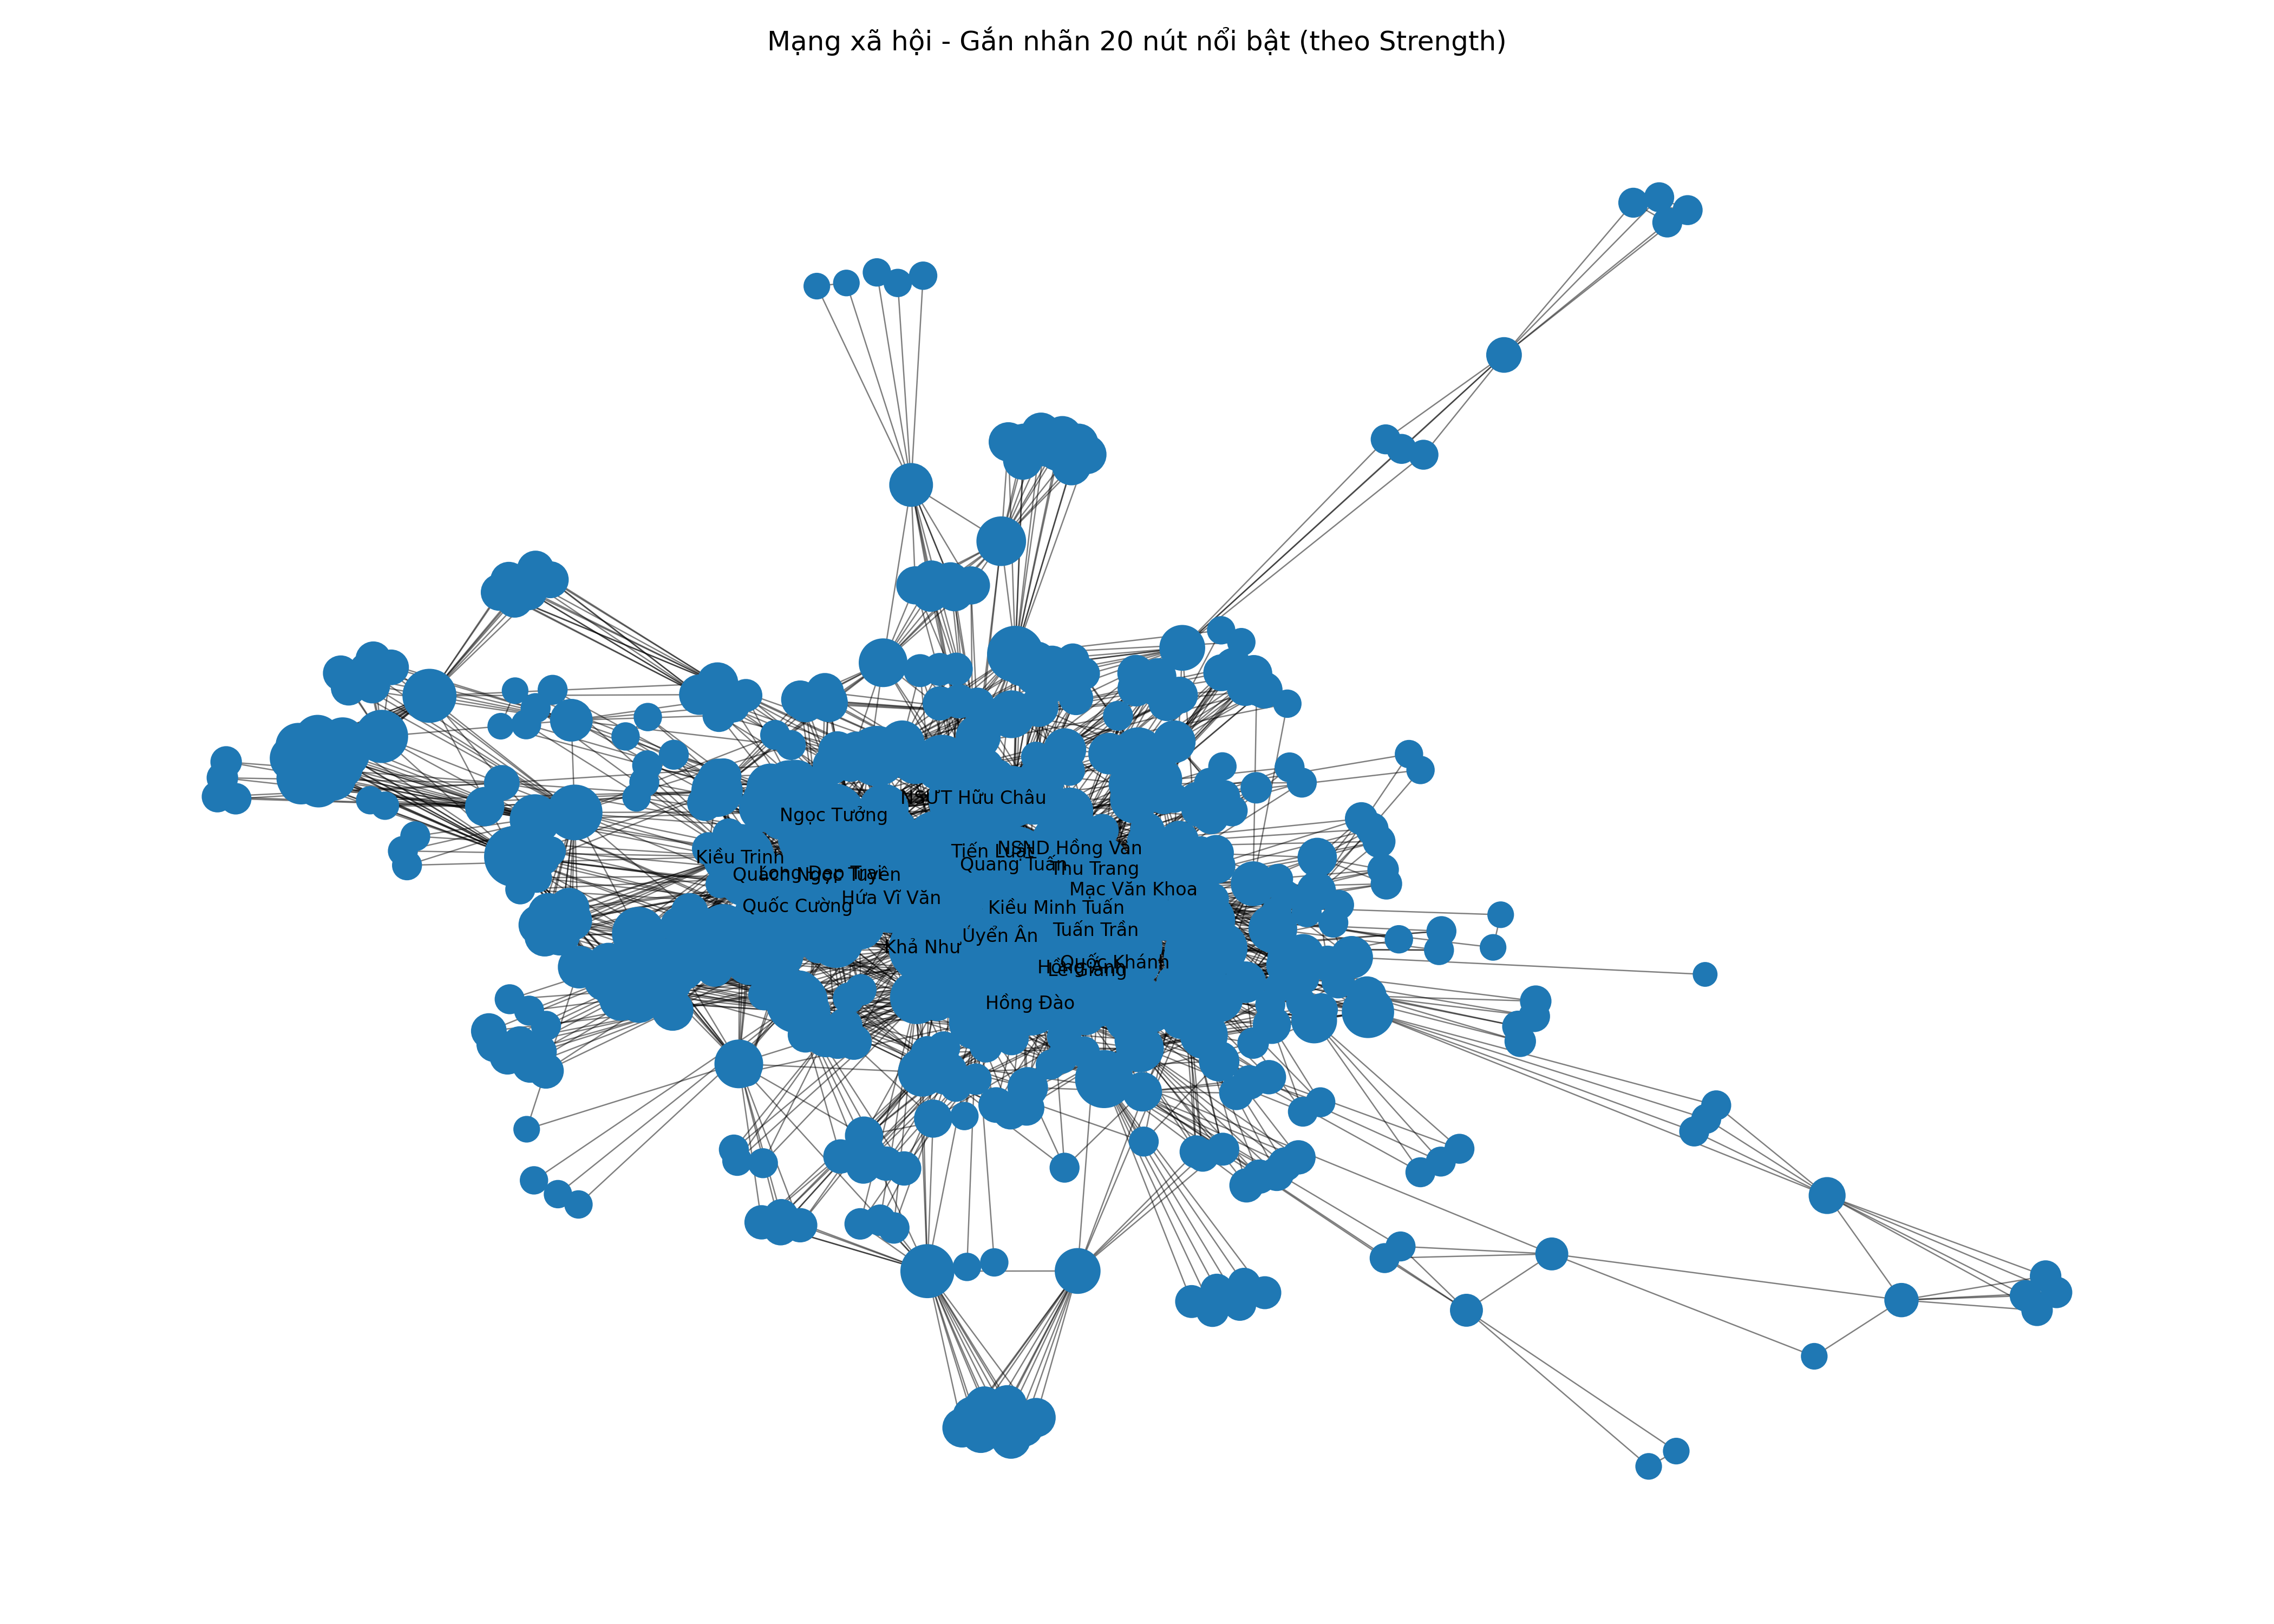 Mạng xã hội - Gắn nhãn 20 nút nổi bật (theo Strength)
NSƯT Hữu Châu
Ngọc Tưởng
NSND Hồng Vân
Tiến Luật
Kiều Trinh
Quang Tuấn
Thu Trang
Long Đẹp Trai
Quách Ngọc Tuyên
Mạc Văn Khoa
Hứa Vĩ Văn
Quốc Cường
Kiều Minh Tuấn
Tuấn Trần
Úyển Ân
Khả Như
Quốc Khánh
Hồng Ánh
Lê Giang
Hồng Đào